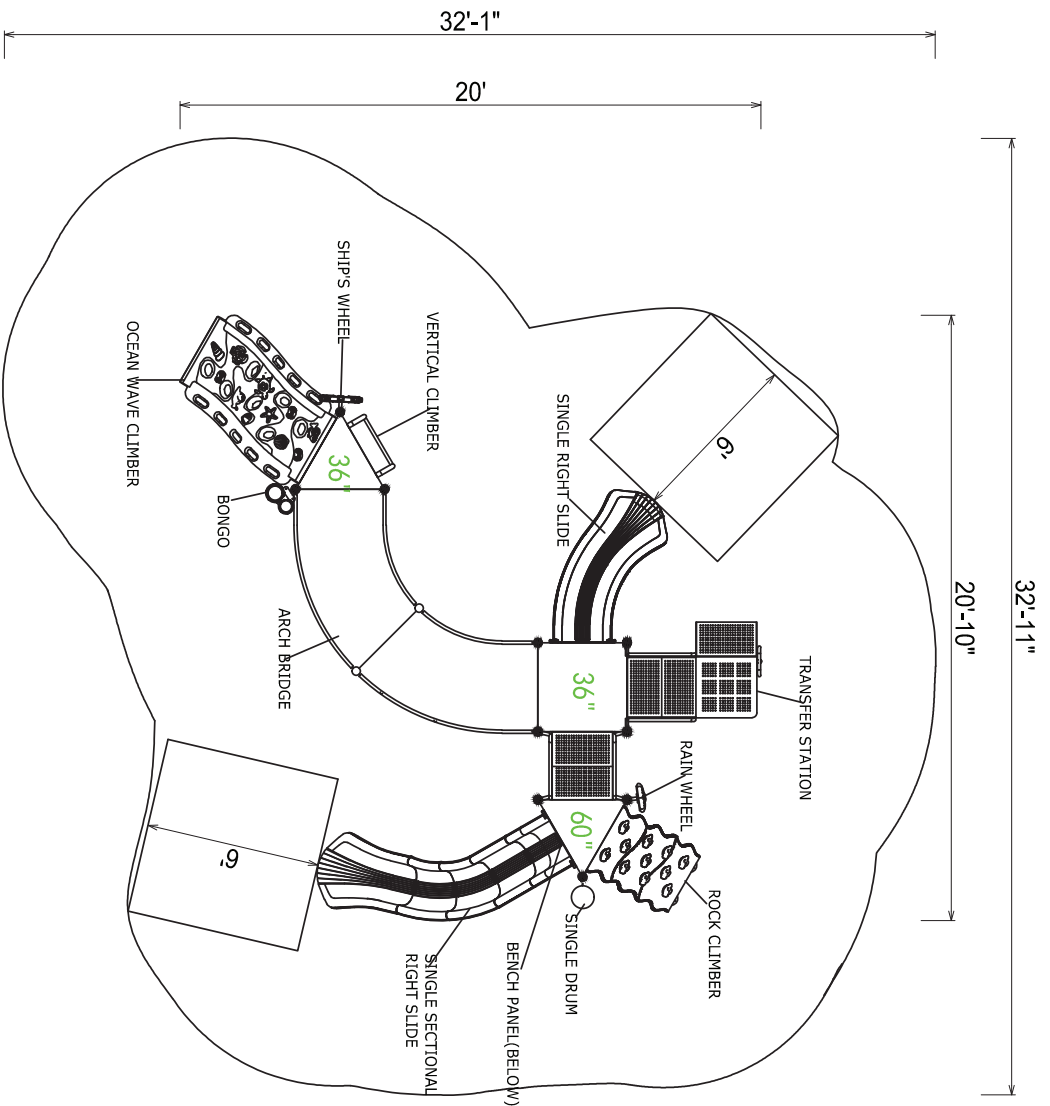 32'-1"
20'
32'-11"
20'-10"
SHIP'S WHEEL
VERTICAL CLIMBER
OCEAN WAVE CLIMBER
36"
BONGO
SINGLE RIGHT SLIDE
6'
ARCH BRIDGE
36"
TRANSFER STATION
RAIN WHEEL
60"
ROCK CLIMBER
SINGLE DRUM
BENCH PANEL(BELOW)
SINGLE SECTIONAL
RIGHT SLIDE
6'